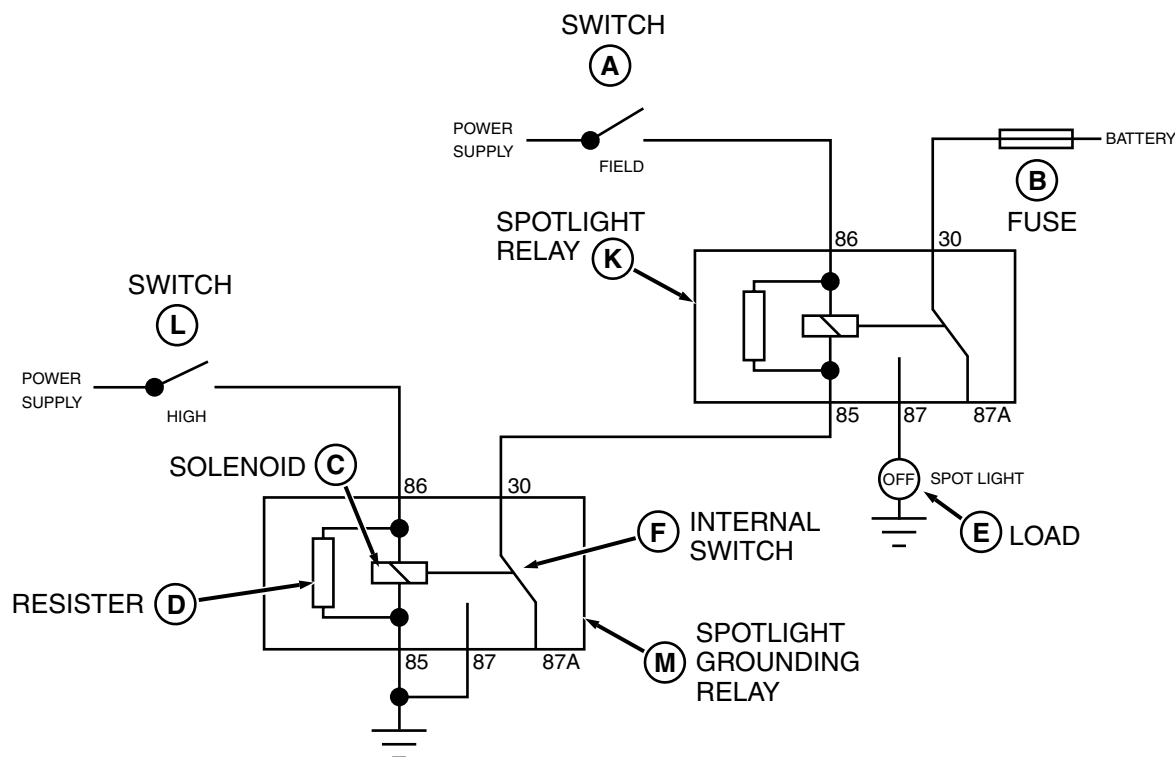 SWITCH
A
POWER
SUPPLY
FIELD
BATTERY
B
FUSE
SPOTLIGHT
RELAY
K
86
30
SWITCH
L
POWER
SUPPLY
HIGH
85
87
87A
SOLENOID
C
86
30
OFF
SPOT LIGHT
E
LOAD
F
INTERNAL
SWITCH
RESISTER
D
M
SPOTLIGHT
GROUNDING
RELAY
85
87
87A